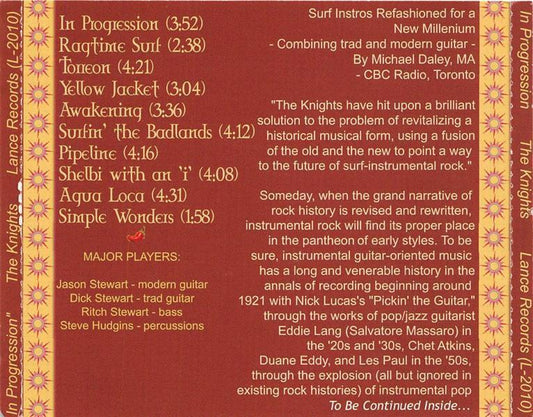 In Progression (3:52)
Ragtime Surf (2:38)
Torreon (4:21)
Yellow Jacket (3:04)
Awakening (3:36)
Surfin' the Badlands (4:12)
Pipeline (4:16)
Shelbi with an 'i' (4:08)
Agua Loca (4:31)
Simple Wonders (1:58)
MAJOR PLAYERS:
Jason Stewart - modern guitar
Dick Stewart - trad guitar
Ritch Stewart - bass
Steve Hudgins - percussions
Surf Instros Refashioned for a
New Millenium
- Combining trad and modern guitar -
By Michael Daley, MA
- CBC Radio, Toronto
"The Knights have hit upon a brilliant
solution to the problem of revitalizing a
historical musical form, using a fusion
of the old and the new to point a way
to the future of surf-instrumental rock."
Someday, when the grand narrative of
rock history is revised and rewritten,
instrumental rock will find its proper place
in the pantheon of early styles. To be
sure, instrumental guitar-oriented music
has a long and venerable history in the
annals of recording beginning around
1921 with Nick Lucas's "Pickin' the Guitar,"
through the works of pop/jazz guitarist
Eddie Lang (Salvatore Massaro) in
the '20s and '30s, Chet Atkins,
Duane Eddy, and Les Paul in the '50s,
through the explosion (all but ignored in
existing rock histories) of instrumental pop
To Be Continued Inside...
In Progression" The Knights Lance Records (L-2010)
In Progression The Knights Lance Records (L-2010)